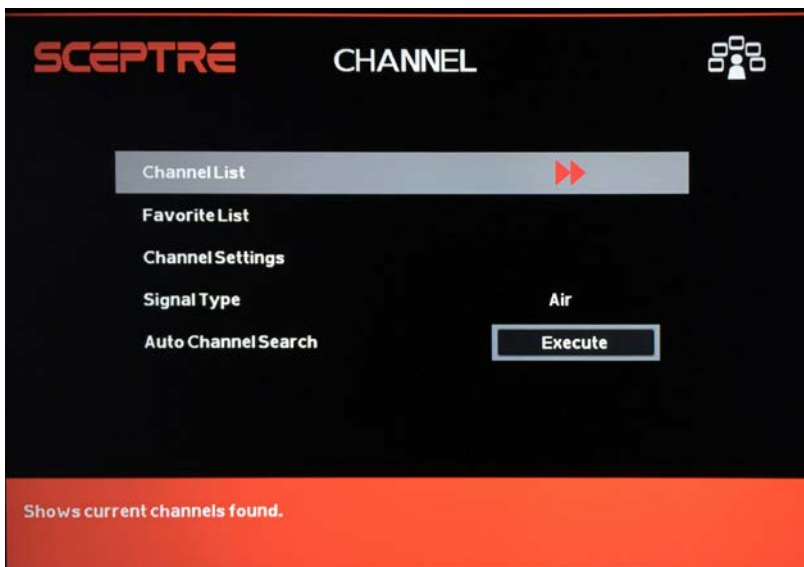 SCEPTRE CHANNEL
Channel List
Favorite List
Channel Settings
Signal Type Air
Auto Channel Search Execute
Shows current channels found.